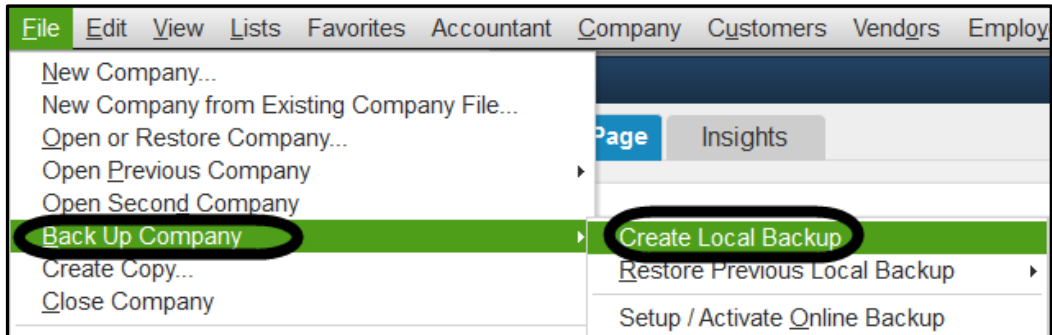 File Edit View Lists Favorites Accountant Company Customers Vendors Employ
New Company...
New Company from Existing Company File...
Open or Restore Company...
Page Insights
Open Previous Company
Open Second Company
Back Up Company
Create Local Backup
Create Copy...
Restore Previous Local Backup
Close Company
Setup / Activate Online Backup